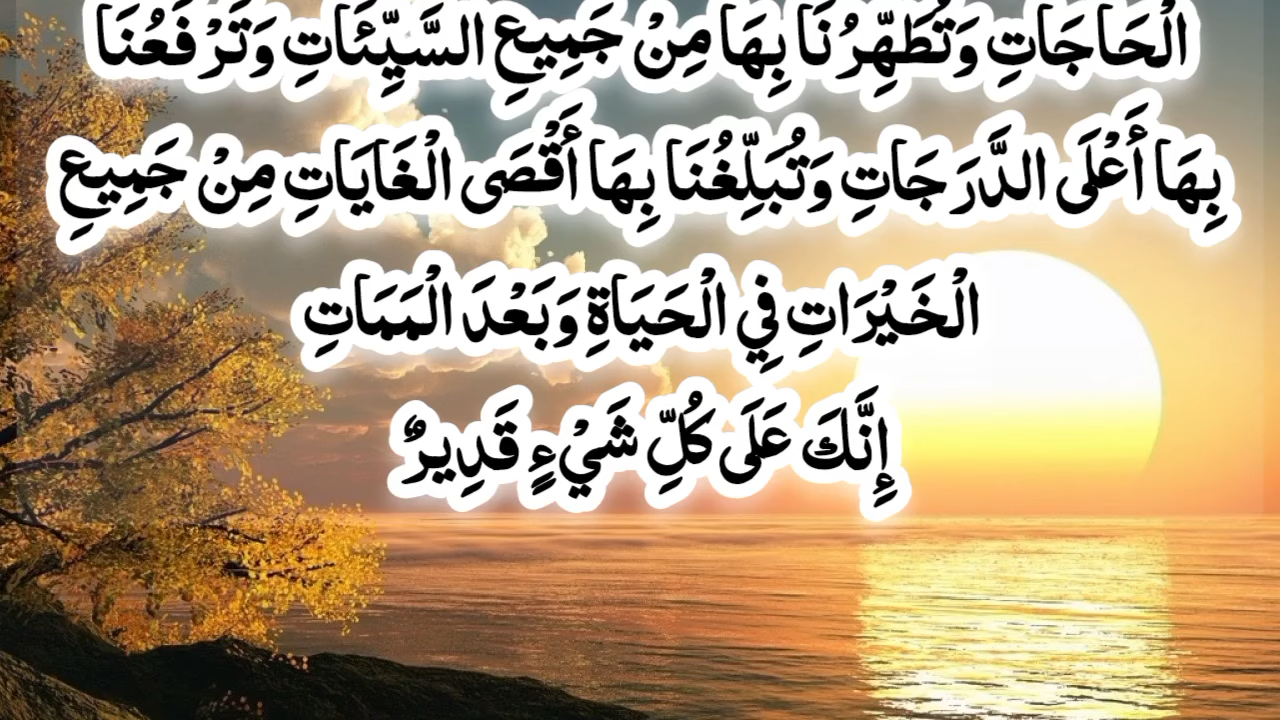 الْحَاجَاتِ وَتُطَهِّرُنَا بِهَا مِنْ جَمِيعِ السَّيِّئَاتِ وَتَرْفَعُنَا
بِهَا أَعْلَى الدَّرَجَاتِ وَتُبَلِّغُنَا بِهَا أَقْصَى الْغَايَاتِ مِنْ جَمِيعِ
الْخَيْرَاتِ فِي الْحَيَاةِ وَبَعْدَ الْمَمَاتِ
إِنَّكَ عَلَى كُلِّ شَيْءٍ قَدِيرٌ